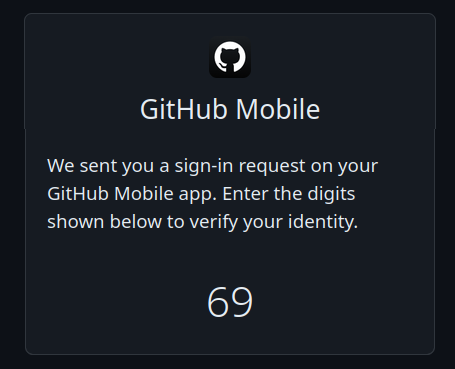 GitHub Mobile
We sent you a sign-in request on your
GitHub Mobile app. Enter the digits
shown below to verify your identity.
69